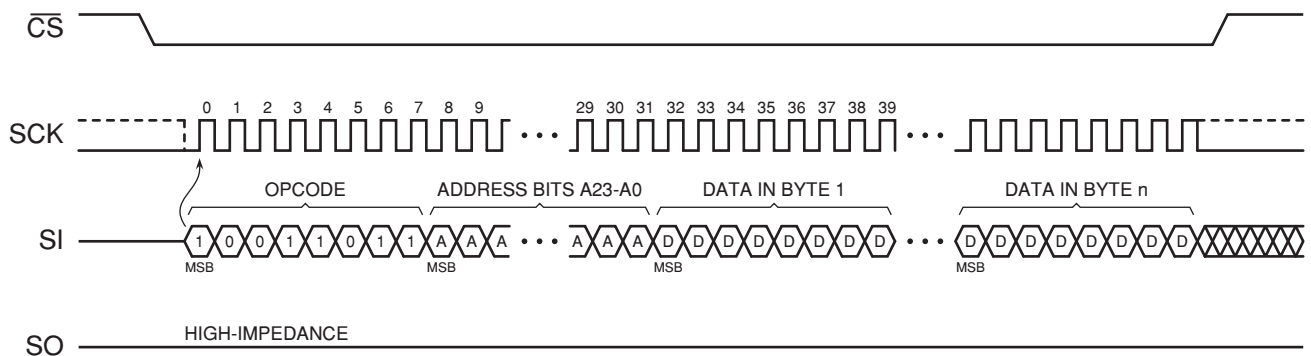 CS
SCK
0 1 2 3 4 5 6 7 8 9 29 30 31 32 33 34 35 36 37 38 39
OPCODE ADDRESS BITS A23-A0 DATA IN BYTE 1 DATA IN BYTE n
SI 1 0 0 1 1 0 1 1 A A A A A A D D D D D D D D D D D D D D D D
MSB MSB MSB MSB
HIGH-IMPEDANCE
SO